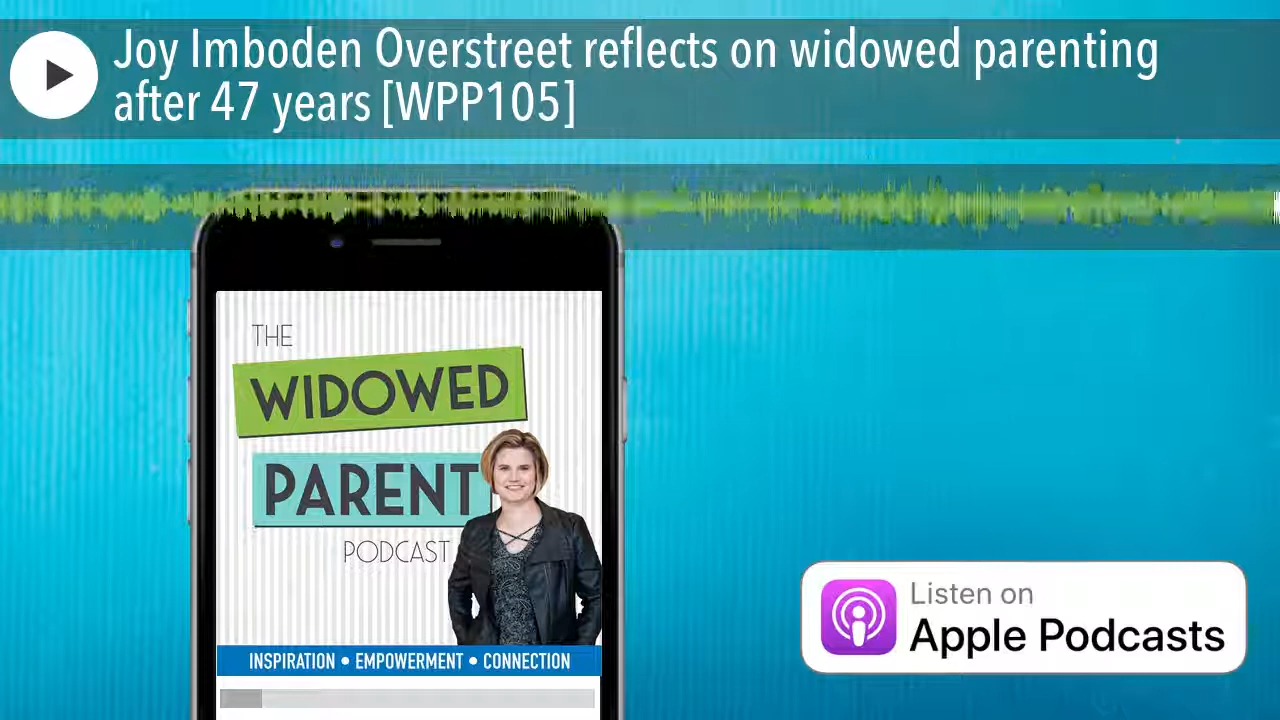 Joy Imboden Overstreet reflects on widowed parenting
after 47 years [WPP105]
THE
WIDOWED
PARENT
PODCAST
INSPIRATION • EMPOWERMENT • CONNECTION
Listen on
Apple Podcasts